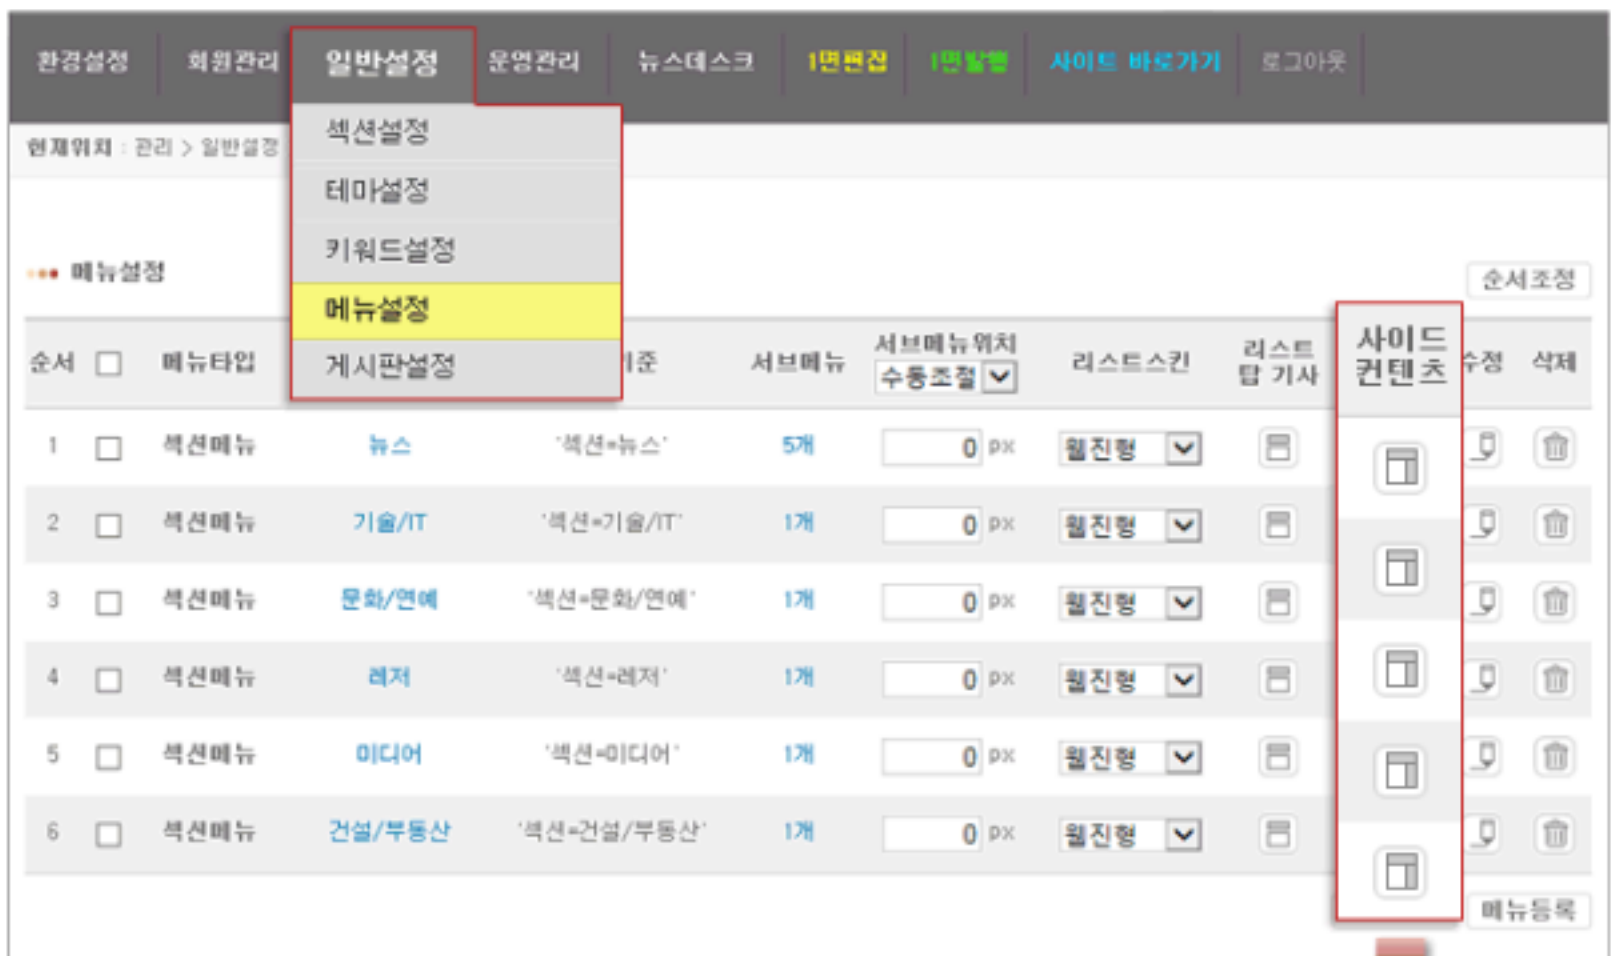 환경설정 회원관리 일반설정 운영관리 뉴스데스크 1면편집 1면발행 사이트 바로가기 로그아웃
현재위치 : 관리 > 일반설정
섹션설정
테마설정
키워드설정
메뉴설정
게시판설정
메뉴설정
순서조정
순서 메뉴타입 기준 서브메뉴 서브메뉴위치 수동조절 리스트스킨 리스트 탑 기사 사이드 컨텐츠 수정 삭제
1 섹션메뉴 뉴스 '섹션=뉴스' 5개 0 px 웹진형
2 섹션메뉴 기술/IT '섹션=기술/IT' 1개 0 px 웹진형
3 섹션메뉴 문화/연예 '섹션=문화/연예' 1개 0 px 웹진형
4 섹션메뉴 레저 '섹션=레저' 1개 0 px 웹진형
5 섹션메뉴 미디어 '섹션=미디어' 1개 0 px 웹진형
6 섹션메뉴 건설/부동산 '섹션=건설/부동산' 1개 0 px 웹진형
메뉴등록